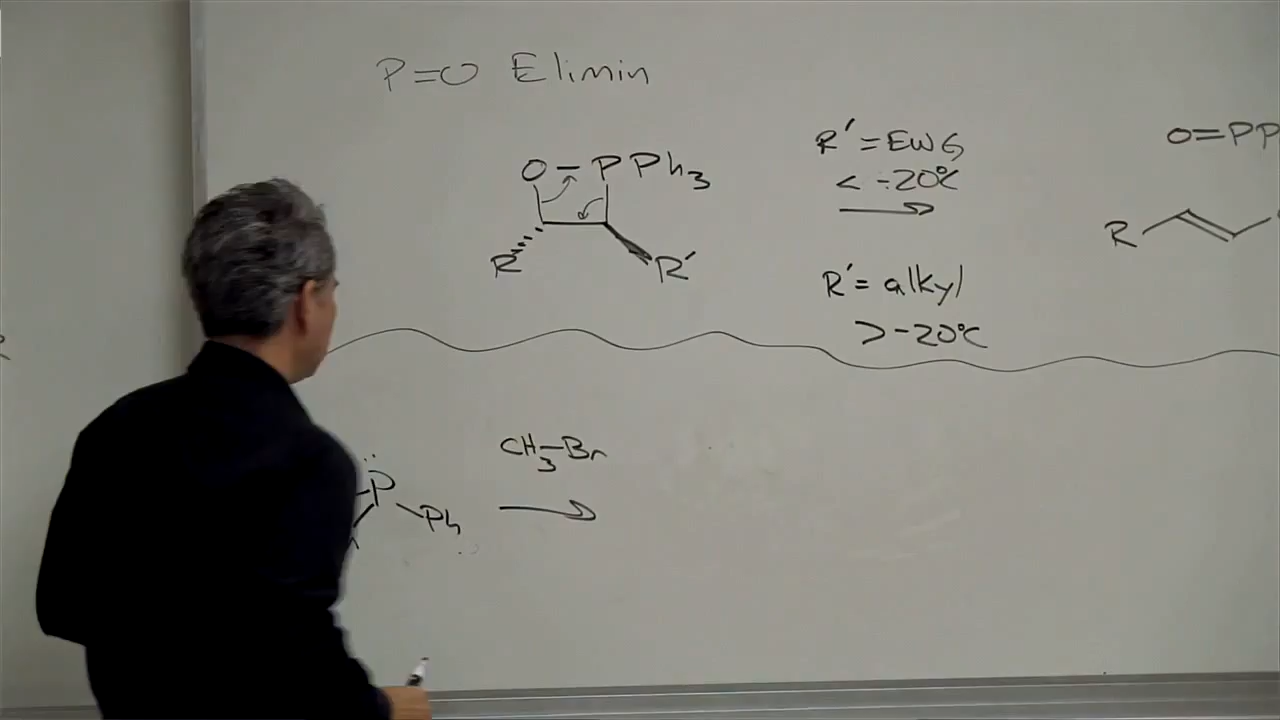 P=O Elimin
O-PPh3
R R'
R'=EWG
< -20°C
R'= alkyl
> -20°C
O=PP
R
CH3-Br
P
Ph